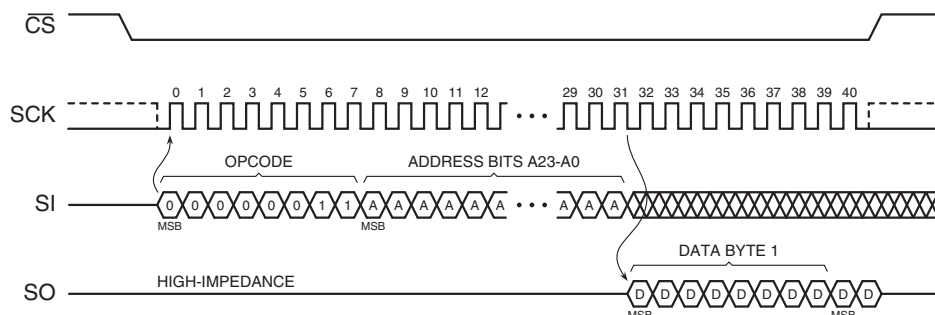 CS
0 1 2 3 4 5 6 7 8 9 10 11 12 29 30 31 32 33 34 35 36 37 38 39 40
SCK
OPCODE ADDRESS BITS A23-A0
SI 0 0 0 0 0 0 1 1 A A A A A A A A A
MSB MSB
DATA BYTE 1
HIGH-IMPEDANCE
SO D D D D D D D D D D
MSB MSB